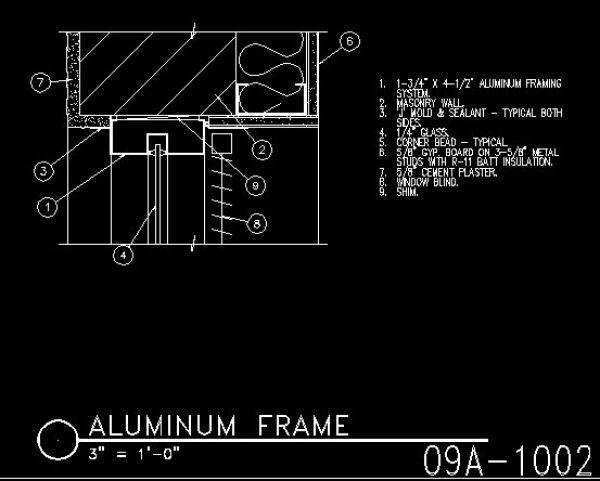 6
7
2
3
9
1
8
4
1. 1-3/4" X 4-1/2" ALUMINUM FRAMING
SYSTEM.
2. MASONRY WALL.
3. 'J' MOLD & SEALANT - TYPICAL BOTH
SIDES.
4. 1/4" GLASS.
5. CORNER BEAD - TYPICAL
6. 5/8" GYP. BOARD ON 3-5/8" METAL
STUDS WITH R-11 BATT INSULATION.
7. 5/8" CEMENT PLASTER.
8. WINDOW BLIND.
9. SHIM.
ALUMINUM FRAME
3" = 1'-0"
09A-1002